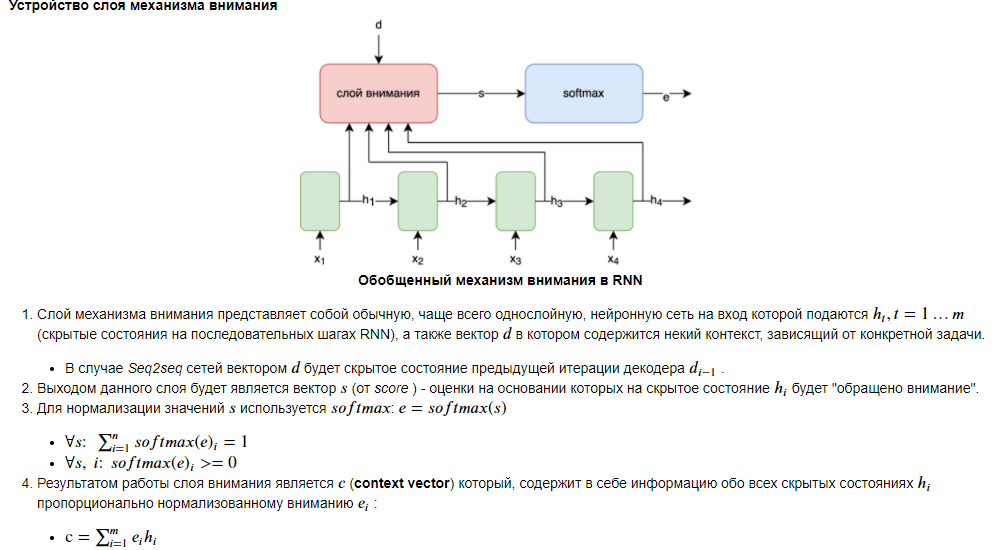 Устройство слоя механизма внимания
d
слой внимания
s
softmax
e
h₁
h₂
h₃
h₄
x₁
x₂
x₃
x₄
Обобщенный механизм внимания в RNN
1. Слой механизма внимания представляет собой обычную, чаще всего однослойную, нейронную сеть на вход которой подаются hₜ, t = 1 … m
(скрытые состояния на последовательных шагах RNN), а также вектор d в котором содержится некий контекст, зависящий от конкретной задачи.
• В случае Seq2seq сетей вектором d будет скрытое состояние предыдущей итерации декодера dᵢ₋₁ .
2. Выходом данного слоя будет является вектор s (от score ) - оценки на основании которых на скрытое состояние hᵢ будет "обращено внимание".
3. Для нормализации значений s используется softmax: e = softmax(s)
• ∀s: ∑ⁿᵢ₌₁ softmax(e)ᵢ = 1
• ∀s, i: softmax(e)ᵢ >= 0
4. Результатом работы слоя внимания является c (context vector) который, содержит в себе информацию обо всех скрытых состояниях hᵢ
пропорционально нормализованному вниманию eᵢ :
• c = ∑ᵐᵢ₌₁ eᵢhᵢ